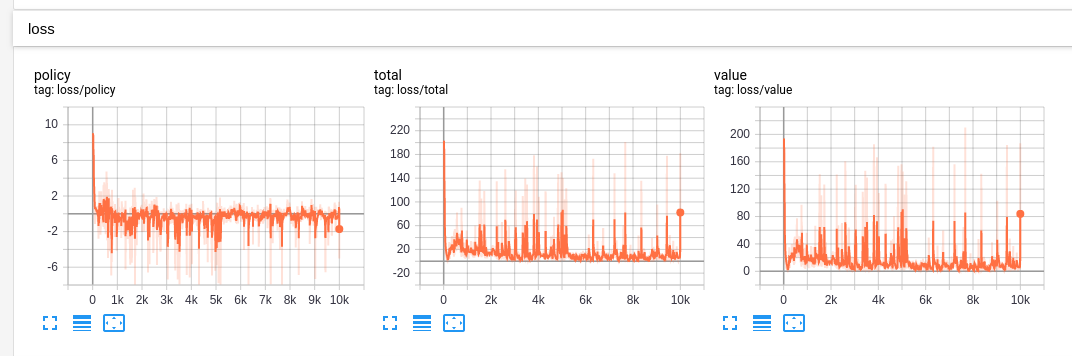 loss
policy
tag: loss/policy
10
6
2
-2
-6
0 1k 2k 3k 4k 5k 6k 7k 8k 9k 10k
total
tag: loss/total
220
180
140
100
60
20
-20
0 2k 4k 6k 8k 10k
value
tag: loss/value
200
160
120
80
40
0
0 2k 4k 6k 8k 10k